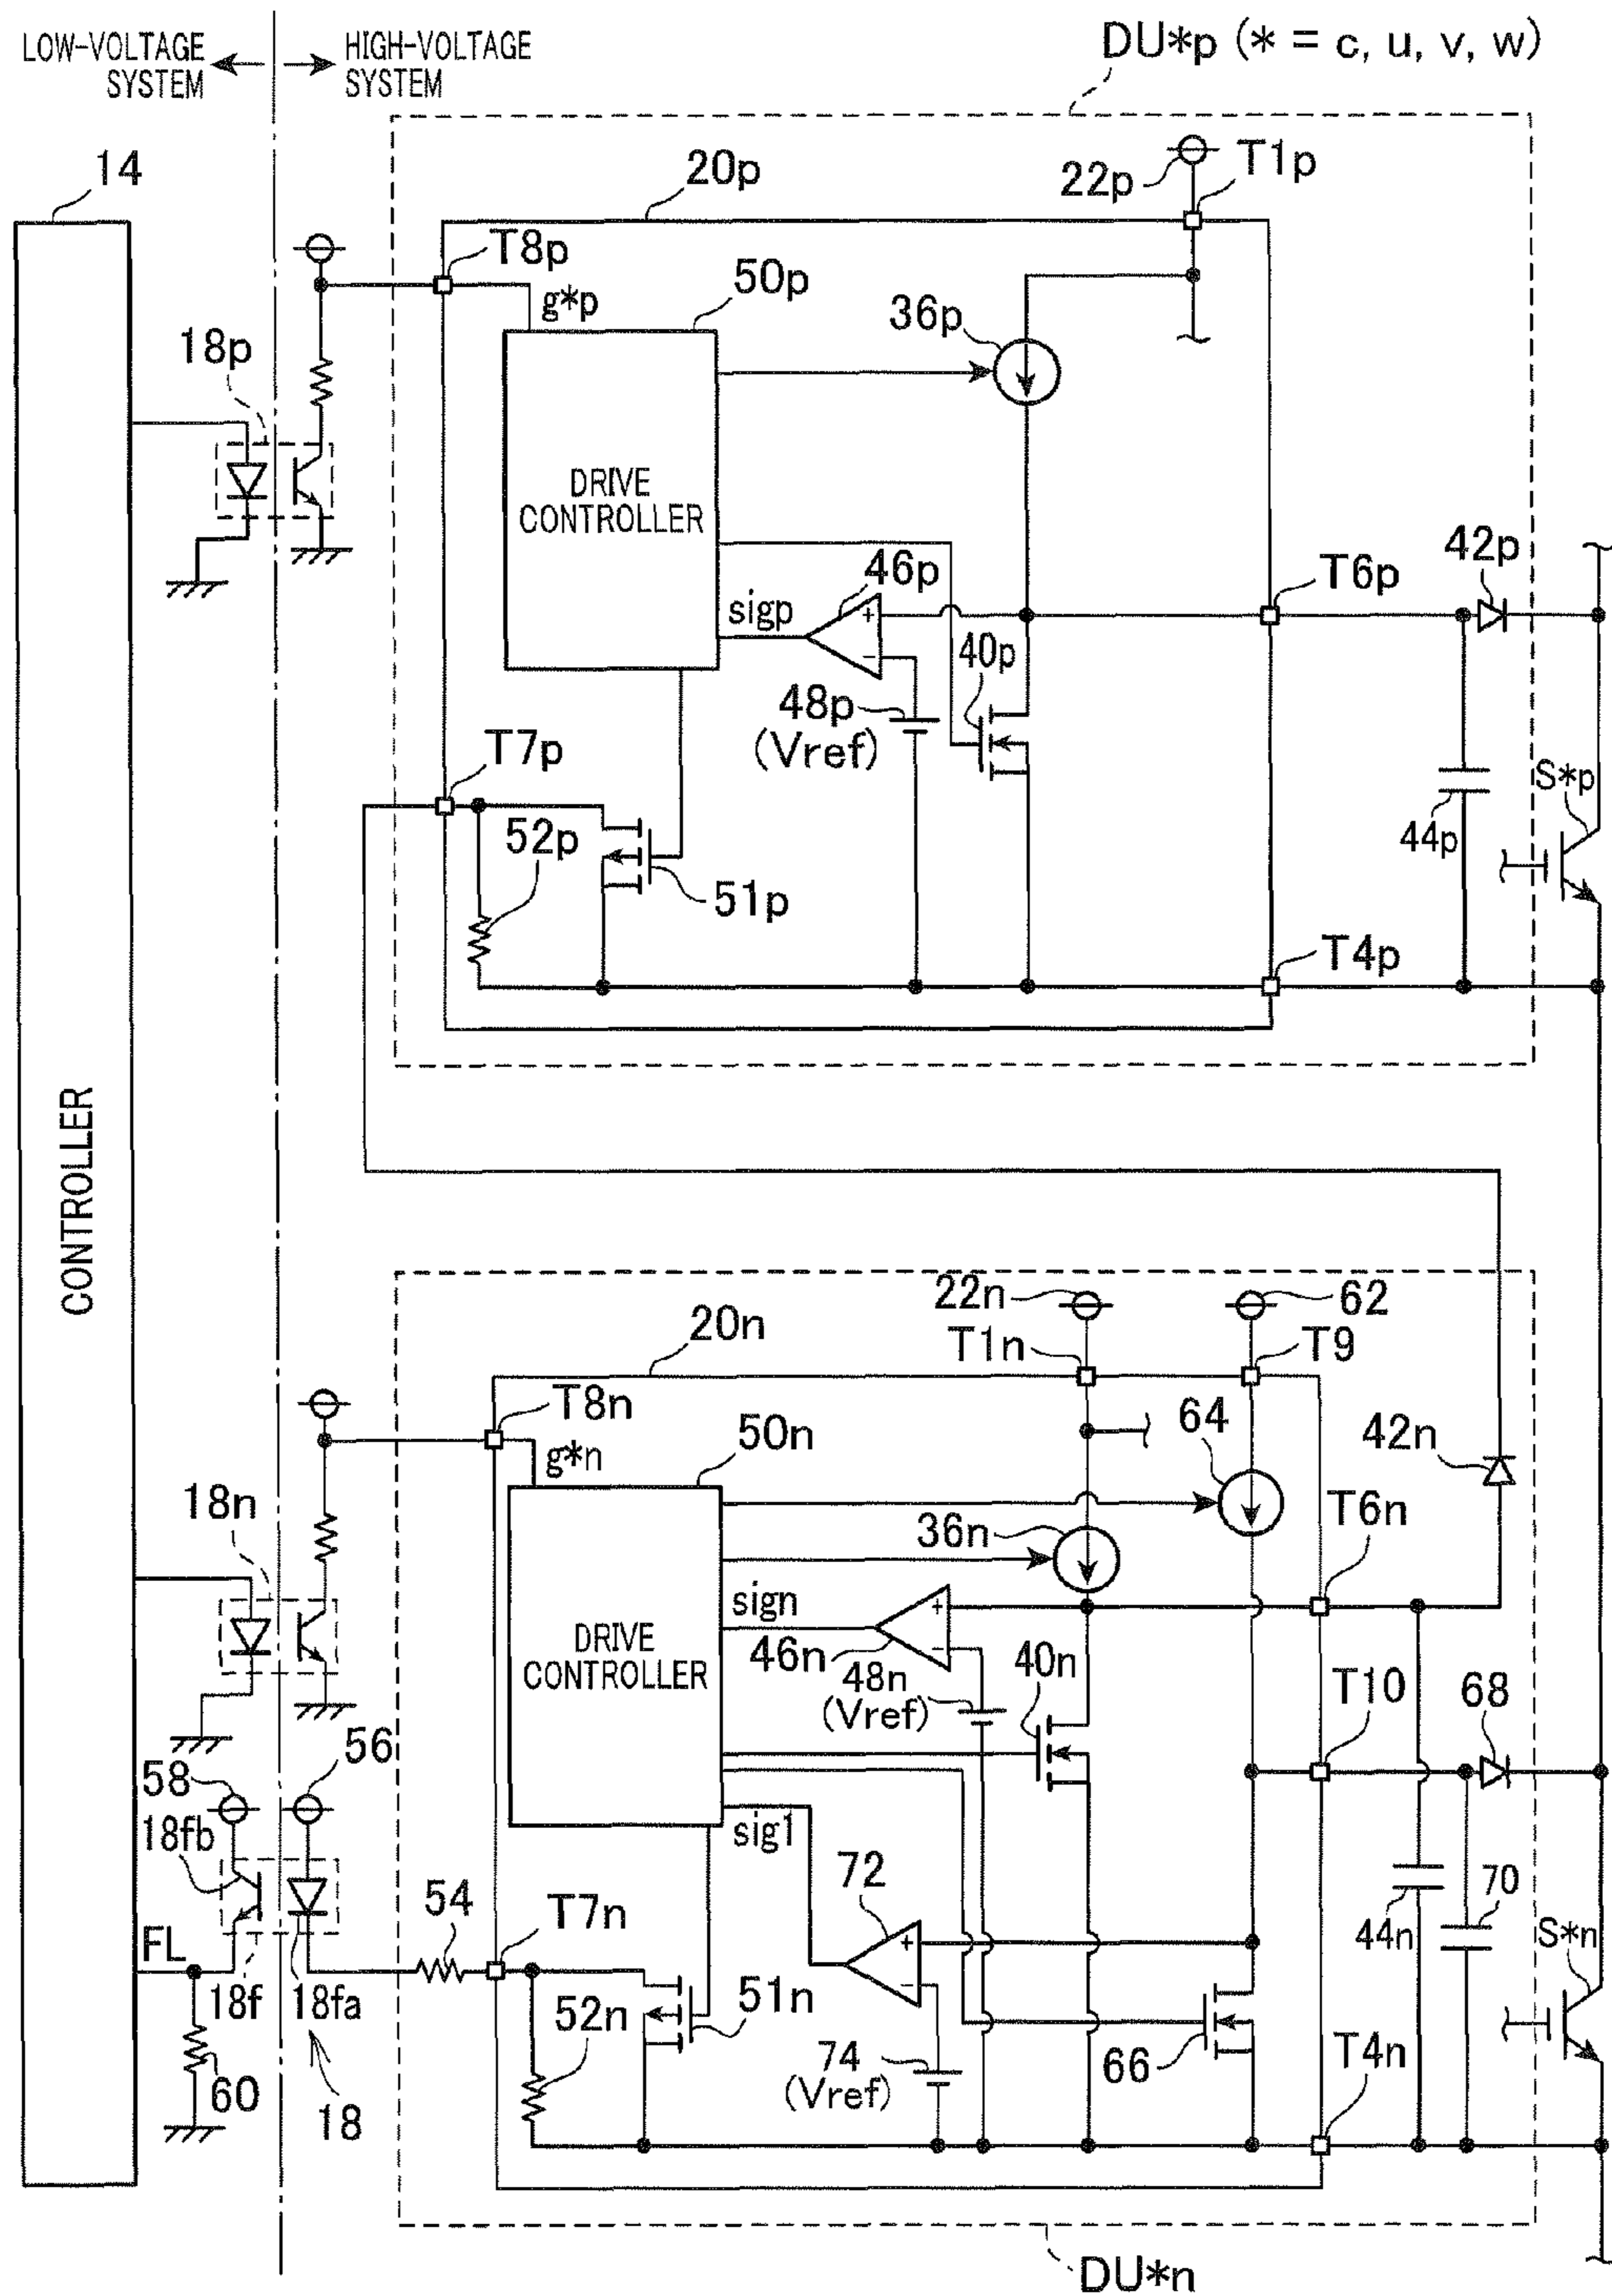 LOW-VOLTAGE
SYSTEM
HIGH-VOLTAGE
SYSTEM
DU*p (* = c, u, v, w)
14
20p
22p
T1p
T8p
g*p
50p
36p
18p
DRIVE
CONTROLLER
46p
sigp
T6p
42p
40p
48p
(Vref)
T7p
52p
51p
44p
S*p
T4p
CONTROLLER
22n
62
20n
T1n
T9
T8n
g*n
50n
64
42n
18n
36n
T6n
sign
DRIVE
CONTROLLER
46n
40n
48n
(Vref)
T10
68
58
56
18fb
sig1
72
54
T7n
70
44n
S*n
FL
18f
18fa
52n
51n
60
18
74
(Vref)
66
T4n
DU*n